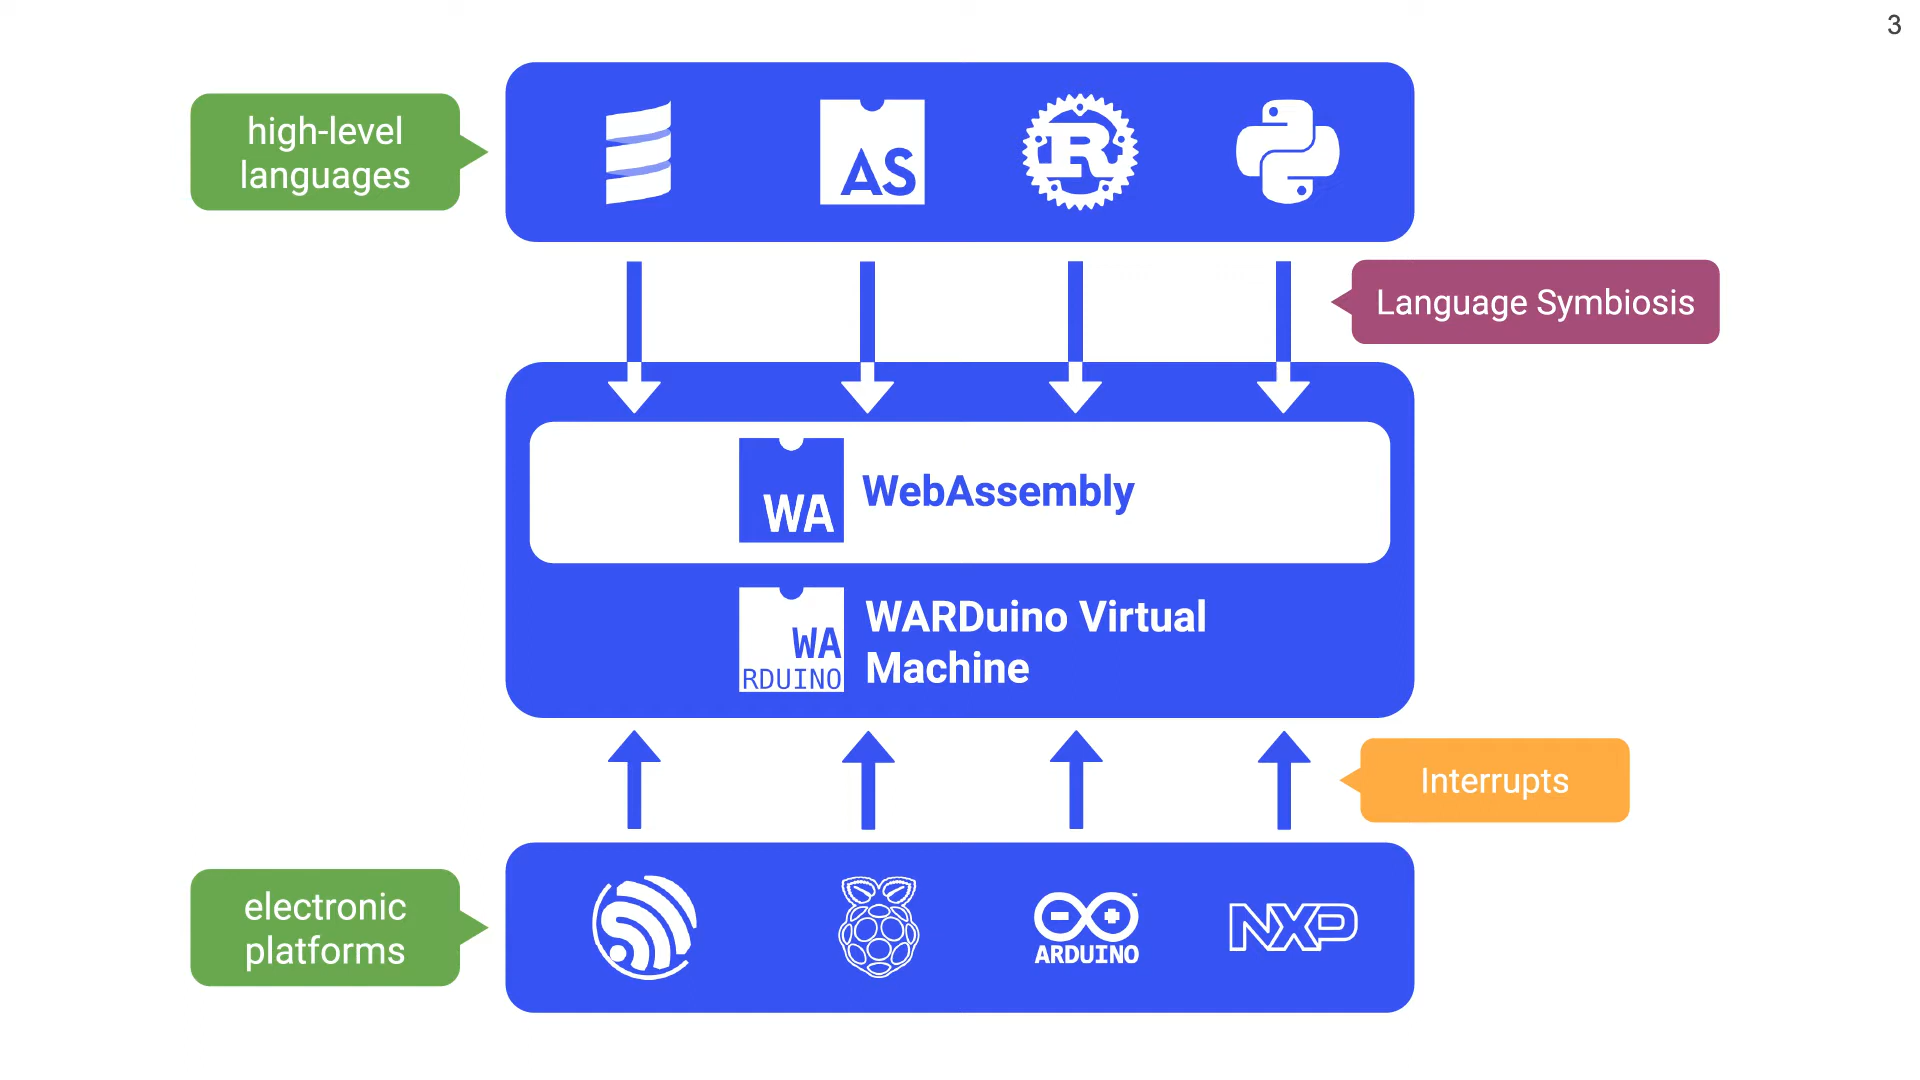 3
high-level
languages
AS
R
Language Symbiosis
WA
WebAssembly
WA
RDUINO
WARDuino Virtual
Machine
Interrupts
electronic
platforms
ARDUINO
NXP